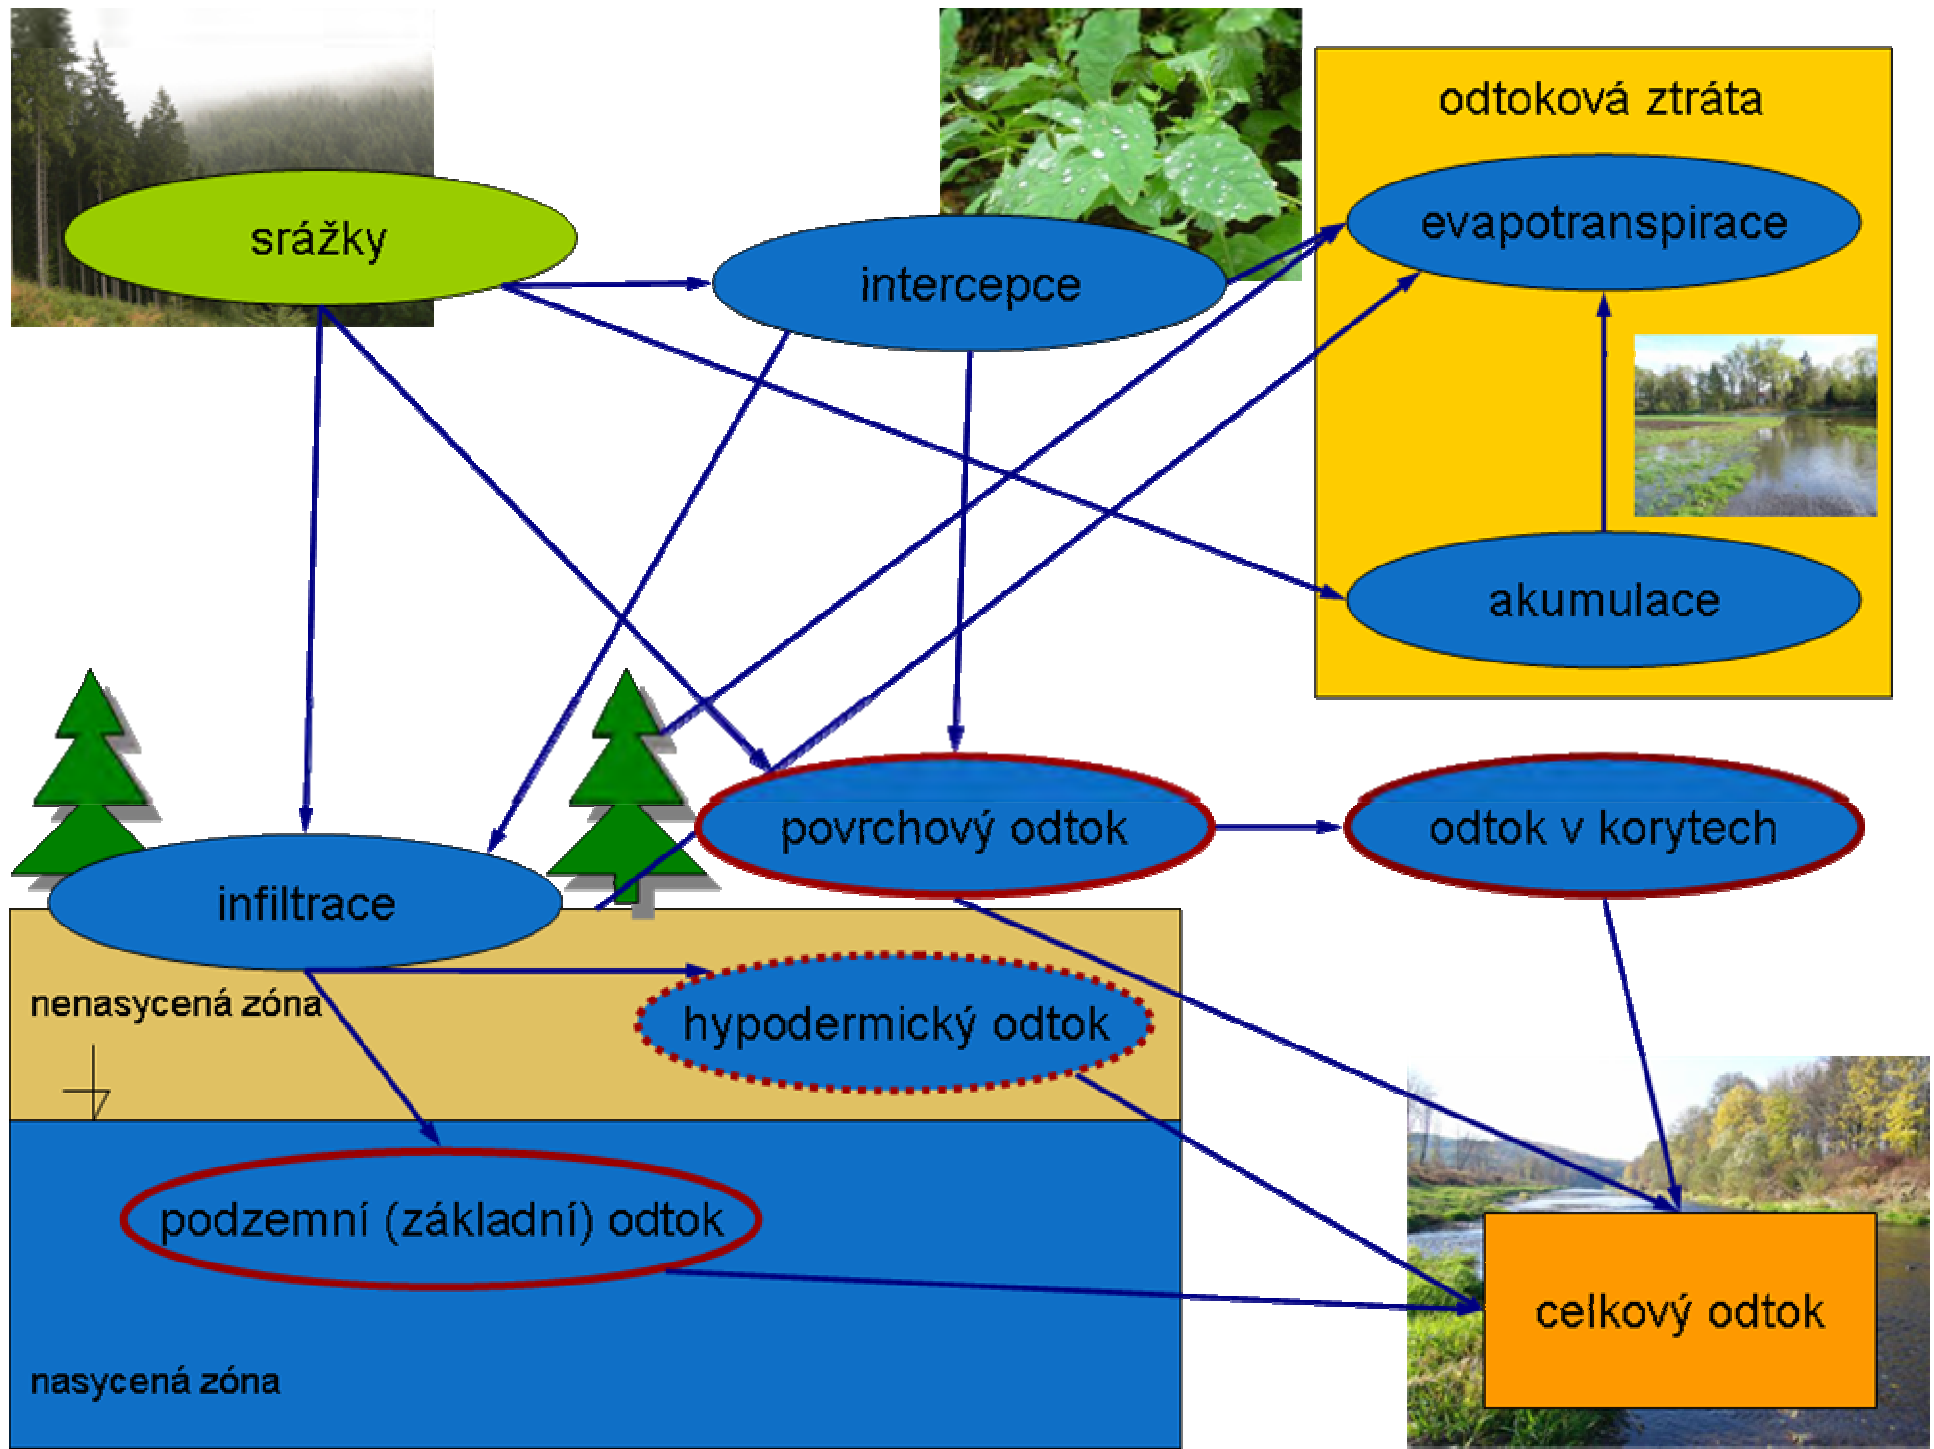 odtoková ztráta
srážky
intercepce
evapotranspirace
akumulace
povrchový odtok
odtok v korytech
infiltrace
nenasycená zóna
hypodermický odtok
podzemní (základní) odtok
celkový odtok
nasycená zóna